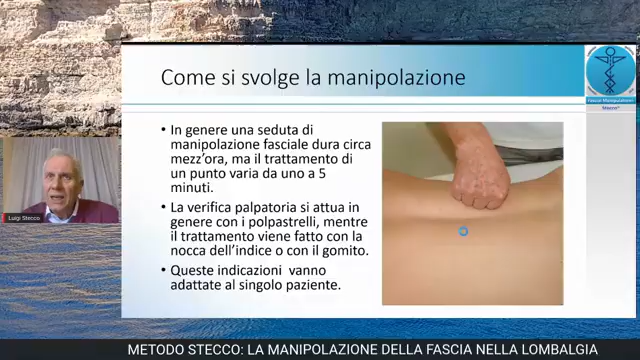 Come si svolge la manipolazione
• In genere una seduta di
manipolazione fasciale dura circa
mezz'ora, ma il trattamento di
un punto varia da uno a 5
minuti.
• La verifica palpatoria si attua in
genere con i polpastrelli, mentre
il trattamento viene fatto con la
nocca dell'indice o con il gomito.
• Queste indicazioni vanno
adattate al singolo paziente.
Fascial Manipulation®
Stecco®
Luigi Stecco
METODO STECCO: LA MANIPOLAZIONE DELLA FASCIA NELLA LOMBALGIA